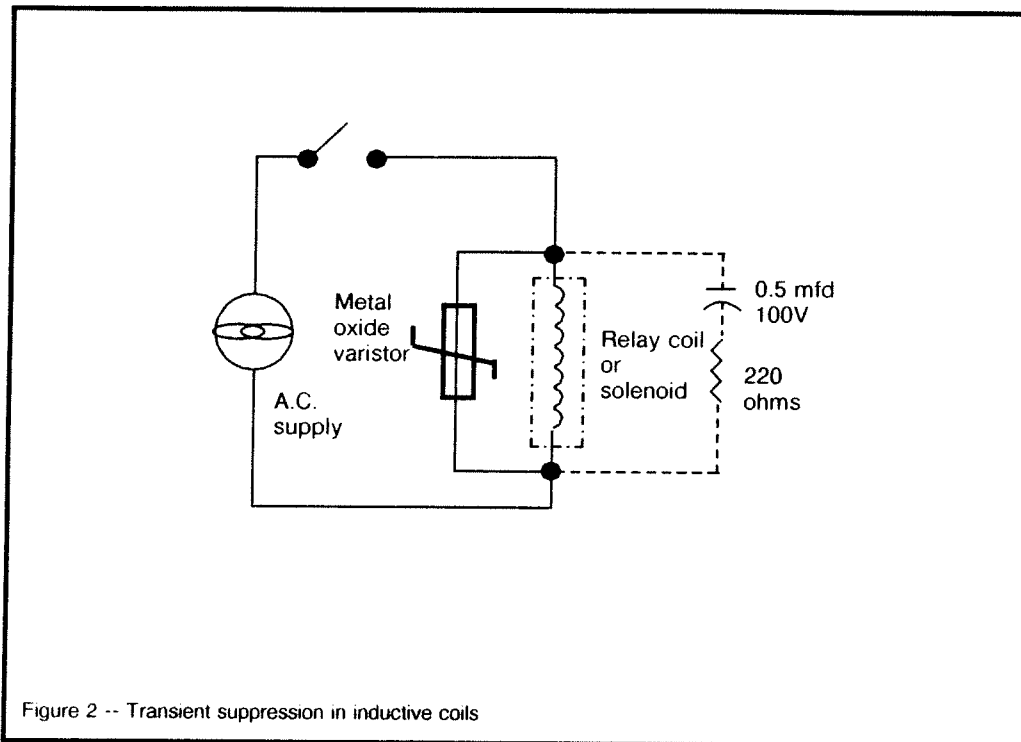 Metal
oxide
varistor
A.C.
supply
Relay coil
or
solenoid
0.5 mfd
100V
220
ohms
Figure 2 -- Transient suppression in inductive coils